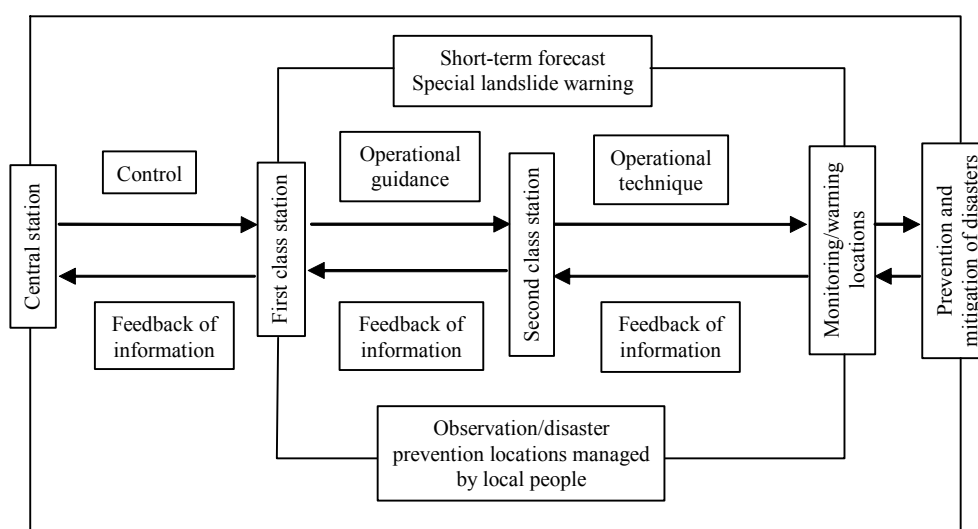 Short-term forecast
Special landslide warning
Control
Operational
guidance
Operational
technique
Central station
First class station
Second class station
Monitoring/warning
locations
Prevention and
mitigation of disasters
Feedback of
information
Feedback of
information
Feedback of
information
Observation/disaster
prevention locations managed
by local people